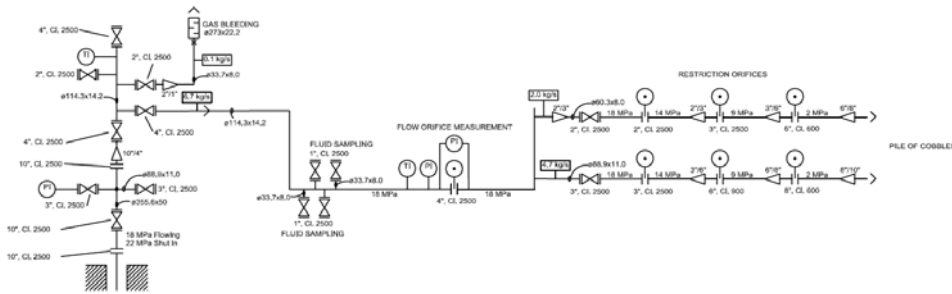 4", CL 2500
TI
2", CL 2500
ø114.3x14.2
4", CL 2500
10"/4"
10", CL 2500
PI
3", CL 2500
ø88,9x11,0
3", CL 2500
ø355.6x50
10", CL 2500
18 MPa Flowing
22 MPa Shut In
10", CL 2500
GAS BLEEDING
ø273x22,2
0.1 kg/s
2", CL 2500
ø33,7x8,0
2"/1"
6,7 kg/s
4", CL 2500
ø114,3x14,2
FLUID SAMPLING
1", CL 2500
ø33.7x8.0
ø33,7x8,0
1", CL 2500
FLUID SAMPLING
FLOW ORIFICE MEASUREMENT
PI
TI
PI
18 MPa
4", CL 2500
18 MPa
RESTRICTION ORIFICES
2,0 kg/s
2"/3"
ø60.3x8.0
2", CL 2500
18 MPa
2", CL 2500
14 MPa
2"/3"
3", CL 2500
9 MPa
3"/6"
6", CL 600
2 MPa
6"/8"
PILE OF COBBLES
4,7 kg/s
ø88,9x11,0
3", CL 2500
18 MPa
3", CL 2500
14 MPa
3"/6"
6", CL 900
9 MPa
6"/8"
8", CL 600
2 MPa
8"/10"